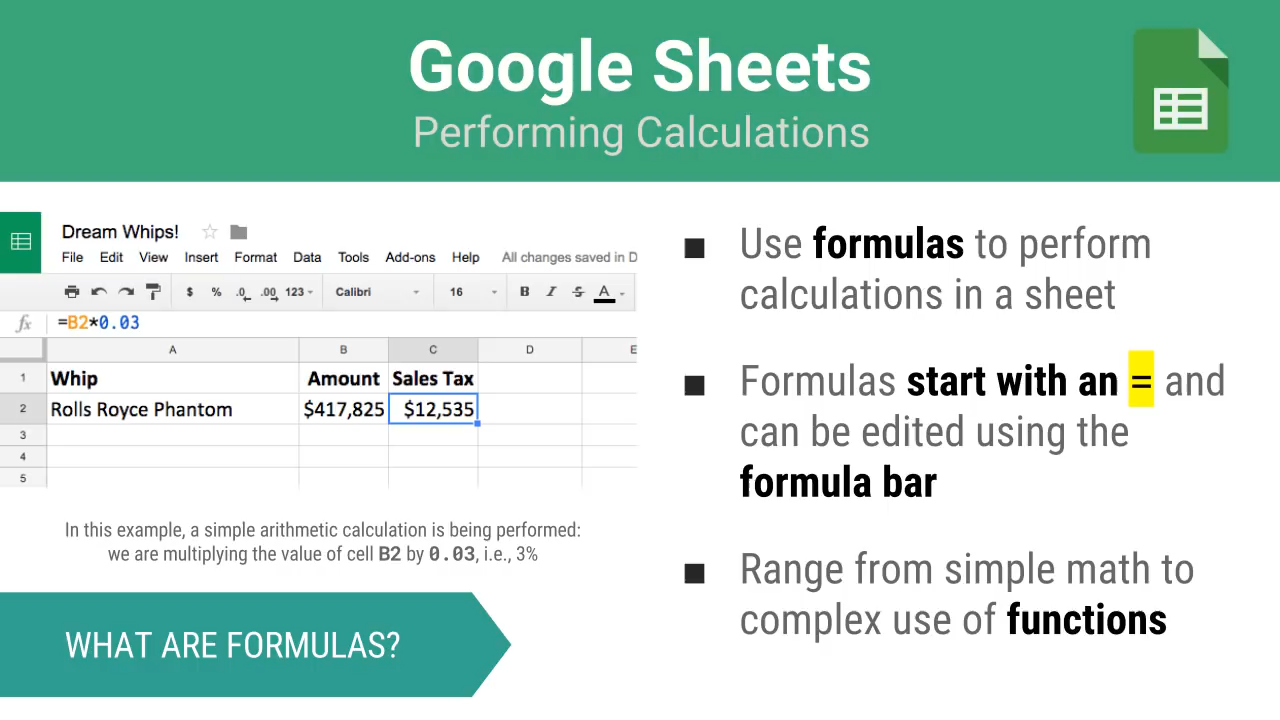 Google Sheets
Performing Calculations
Dream Whips!
File Edit View Insert Format Data Tools Add-ons Help All changes saved in D
$ % .0 .00 123 Calibri 16 B I S A
fx =B2*0.03
A B C D E
1 Whip Amount Sales Tax
2 Rolls Royce Phantom $417,825 $12,535
3
4
5
In this example, a simple arithmetic calculation is being performed:
we are multiplying the value of cell B2 by 0.03, i.e., 3%
WHAT ARE FORMULAS?
■ Use formulas to perform
calculations in a sheet
■ Formulas start with an = and
can be edited using the
formula bar
■ Range from simple math to
complex use of functions